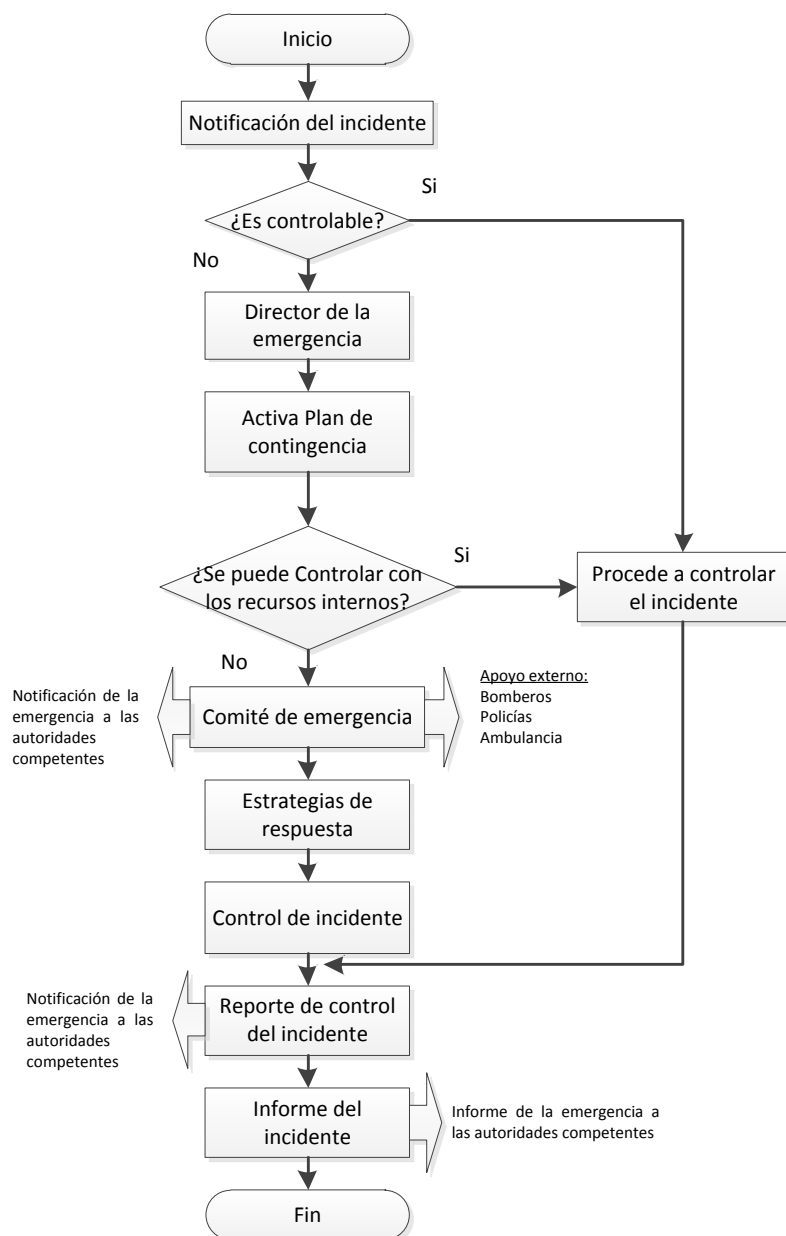 Inicio
Notificación del incidente
Si
¿Es controlable?
No
Director de la
emergencia
Activa Plan de
contingencia
¿Se puede Controlar con
los recursos internos?
Si
Procede a controlar
el incidente
No
Notificación de la
emergencia a las
autoridades
competentes
Comité de emergencia
Apoyo externo:
Bomberos
Policías
Ambulancia
Estrategias de
respuesta
Control de incidente
Notificación de la
emergencia a las
autoridades
competentes
Reporte de control
del incidente
Informe del
incidente
Informe de la emergencia a
las autoridades competentes
Fin